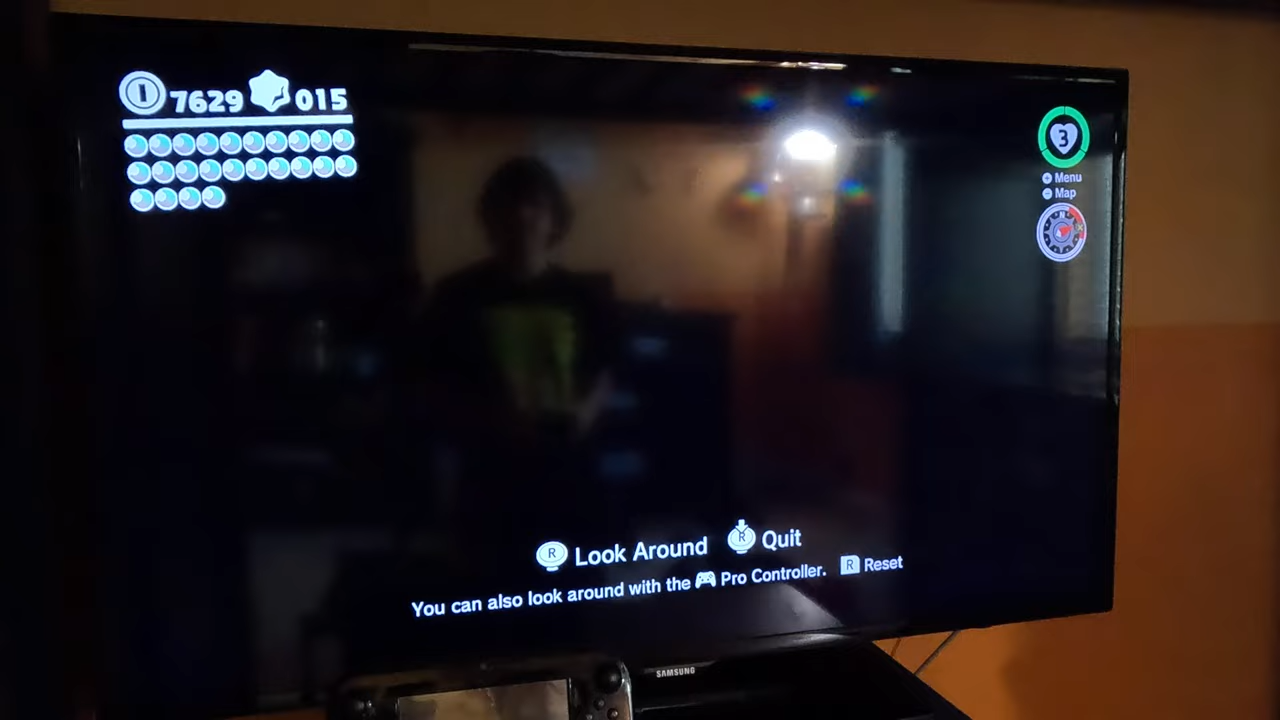 7629 015
3
+ Menu
- Map
N
R Look Around R Quit
You can also look around with the Pro Controller. R Reset
SAMSUNG